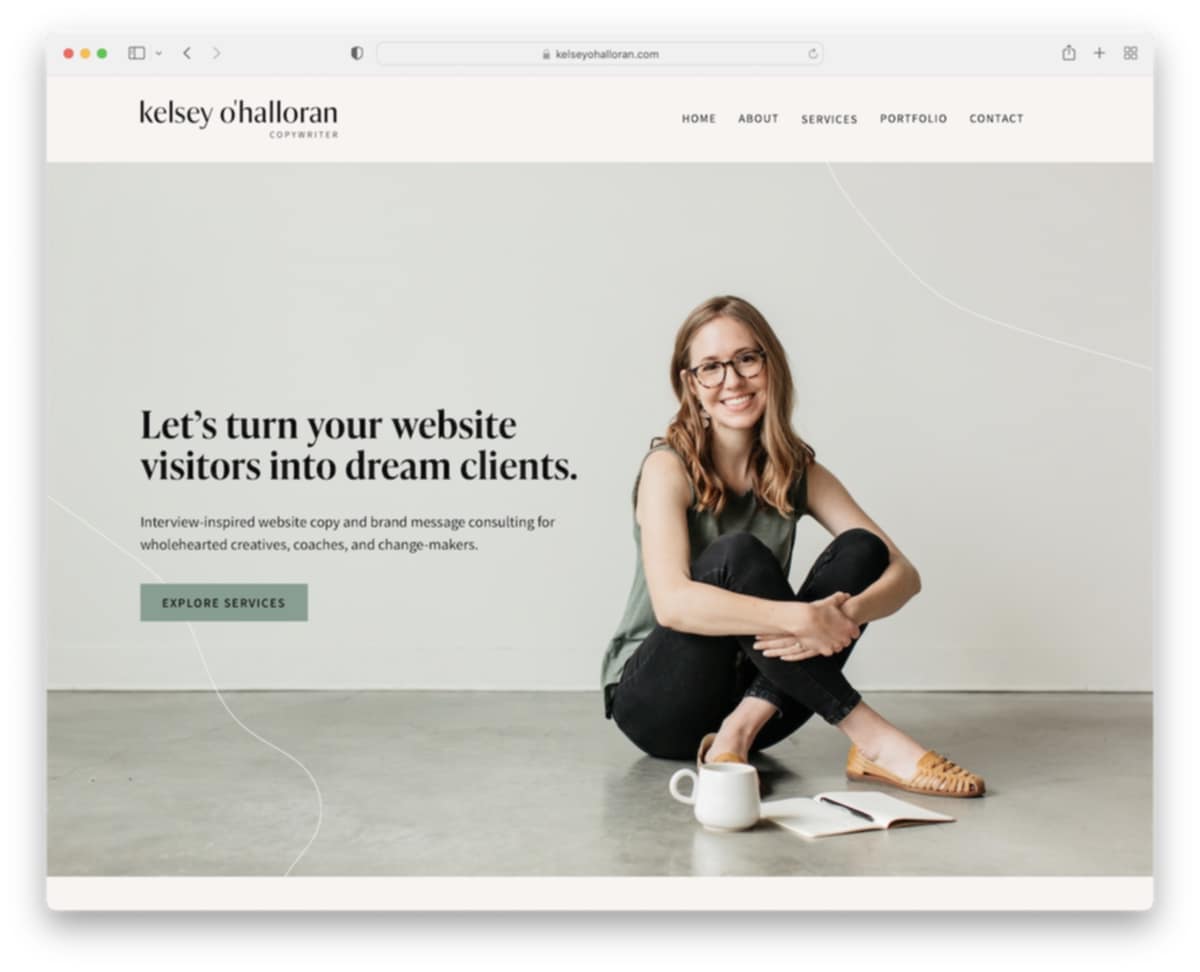 kelseyohalloran.com
kelsey o'halloran
COPYWRITER
HOME ABOUT SERVICES PORTFOLIO CONTACT
Let’s turn your website
visitors into dream clients.
Interview-inspired website copy and brand message consulting for
wholehearted creatives, coaches, and change-makers.
EXPLORE SERVICES